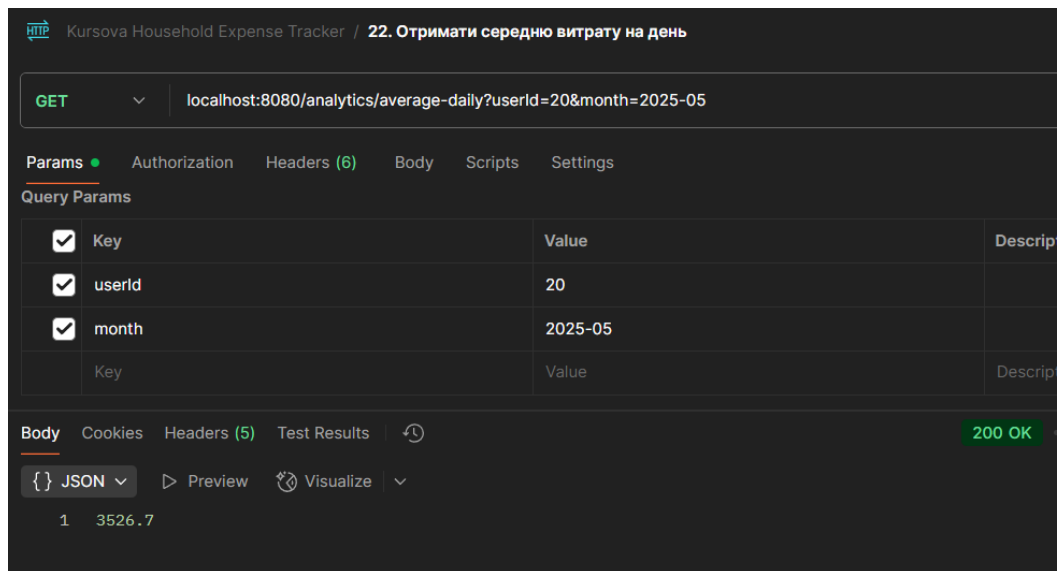 HTTP Kursova Household Expense Tracker / 22. Отримати середню витрату на день
GET localhost:8080/analytics/average-daily?userId=20&month=2025-05
Params Authorization Headers (6) Body Scripts Settings
Query Params
Key Value Descrip
userId 20
month 2025-05
Key Value Descript
Body Cookies Headers (5) Test Results 200 OK
{} JSON Preview Visualize
1 3526.7